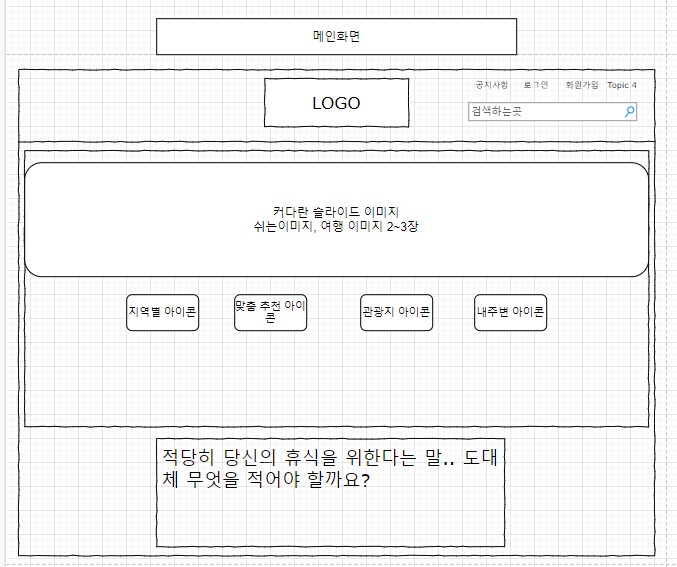 메인화면
LOGO
공지사항 로그인 회원가입 Topic 4
검색하는곳
커다란 슬라이드 이미지
쉬는이미지, 여행 이미지 2~3장
지역별 아이콘
맞춤 추천 아이
콘
관광지 아이콘
내주변 아이콘
적당히 당신의 휴식을 위한다는 말.. 도대
체 무엇을 적어야 할까요?